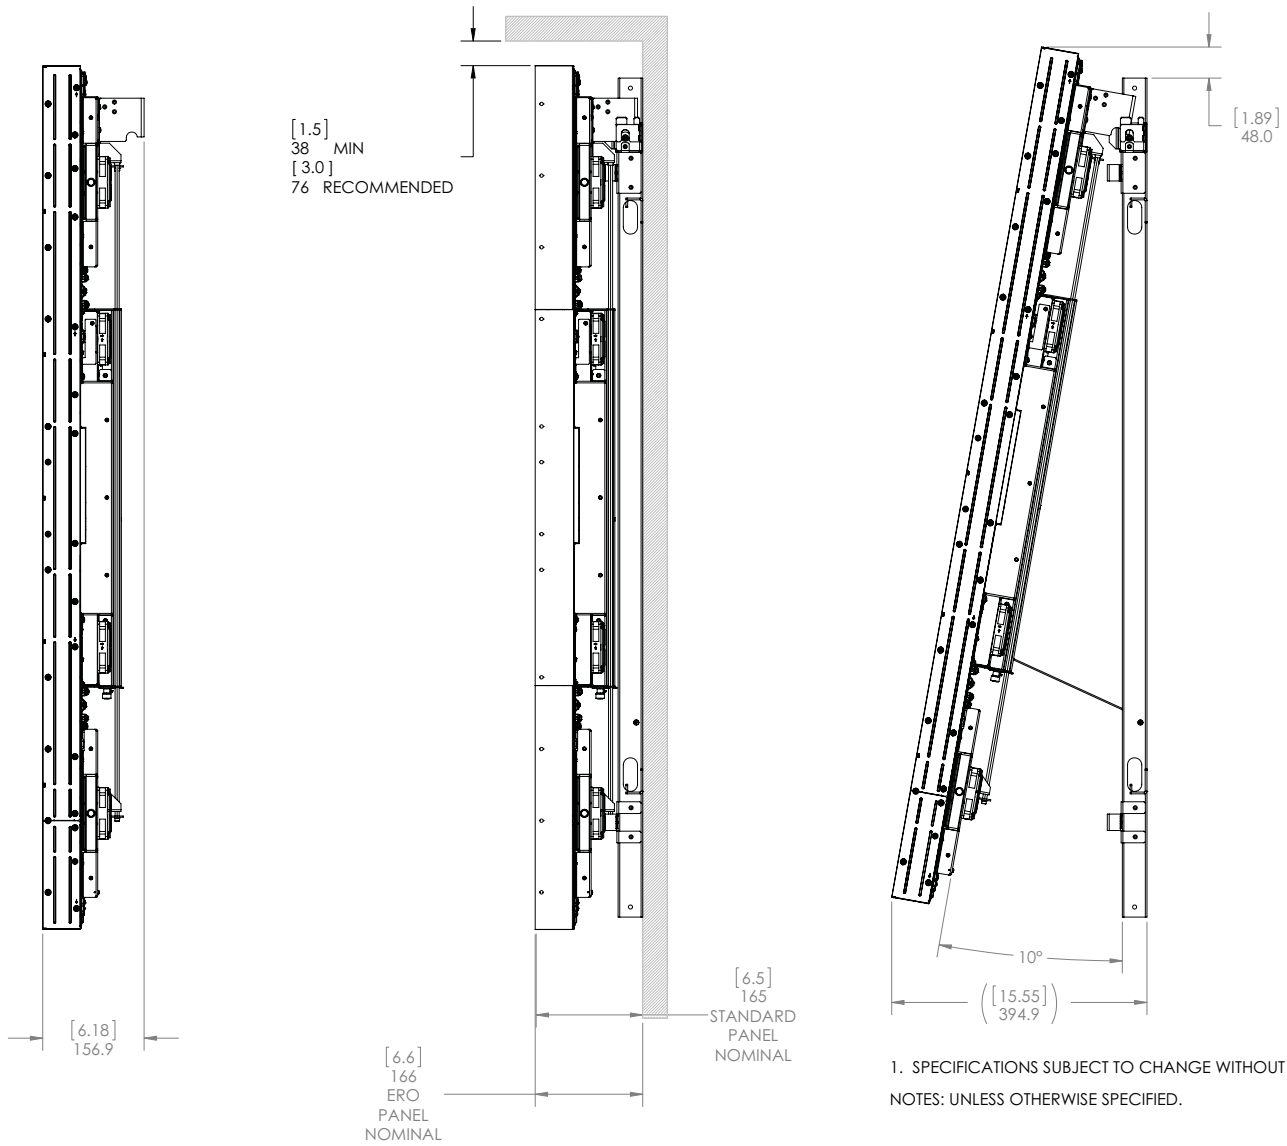 [1.5]
38 MIN
[3.0]
76 RECOMMENDED
[1.89]
48.0
[6.18]
156.9
[6.6]
166
ERO
PANEL
NOMINAL
[6.5]
165
STANDARD
PANEL
NOMINAL
10°
([15.55]
394.9)
1. SPECIFICATIONS SUBJECT TO CHANGE WITHOUT
NOTES: UNLESS OTHERWISE SPECIFIED.